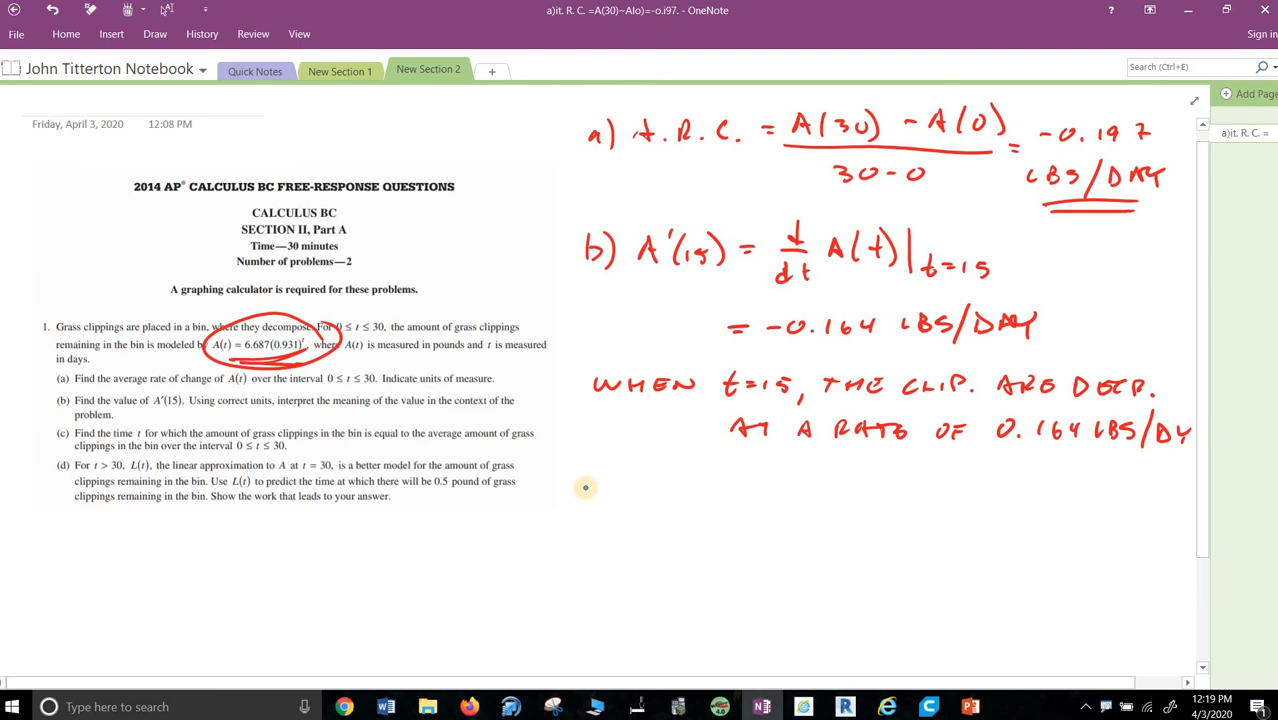 a)it. R. C. =A(30)~Alo)=-o.i97. - OneNote
File Home Insert Draw History Review View Sign in
John Titterton Notebook Quick Notes New Section 1 New Section 2 + Search (Ctrl+E)
Add Page
a)it. R. C. =
Friday, April 3, 2020 12:08 PM
2014 AP® CALCULUS BC FREE-RESPONSE QUESTIONS
CALCULUS BC
SECTION II, Part A
Time—30 minutes
Number of problems—2
A graphing calculator is required for these problems.
1. Grass clippings are placed in a bin, where they decompose. For 0 ≤ t ≤ 30, the amount of grass clippings
remaining in the bin is modeled by A(t) = 6.687(0.931)^t, where A(t) is measured in pounds and t is measured
in days.
(a) Find the average rate of change of A(t) over the interval 0 ≤ t ≤ 30. Indicate units of measure.
(b) Find the value of A′(15). Using correct units, interpret the meaning of the value in the context of the
problem.
(c) Find the time t for which the amount of grass clippings in the bin is equal to the average amount of grass
clippings in the bin over the interval 0 ≤ t ≤ 30.
(d) For t > 30, L(t), the linear approximation to A at t = 30, is a better model for the amount of grass
clippings remaining in the bin. Use L(t) to predict the time at which there will be 0.5 pound of grass
clippings remaining in the bin. Show the work that leads to your answer.
a) A.R.C. = A(30) - A(0) / 30-0 = -0.197
LBS/DAY
b) A′(15) = d/dt A(t)|t=15
= -0.164 LBS/DAY
WHEN t=15, THE CLIP. ARE DECP.
AT A RATE OF 0.164 LBS/DY
Type here to search
12:19 PM
4/3/2020